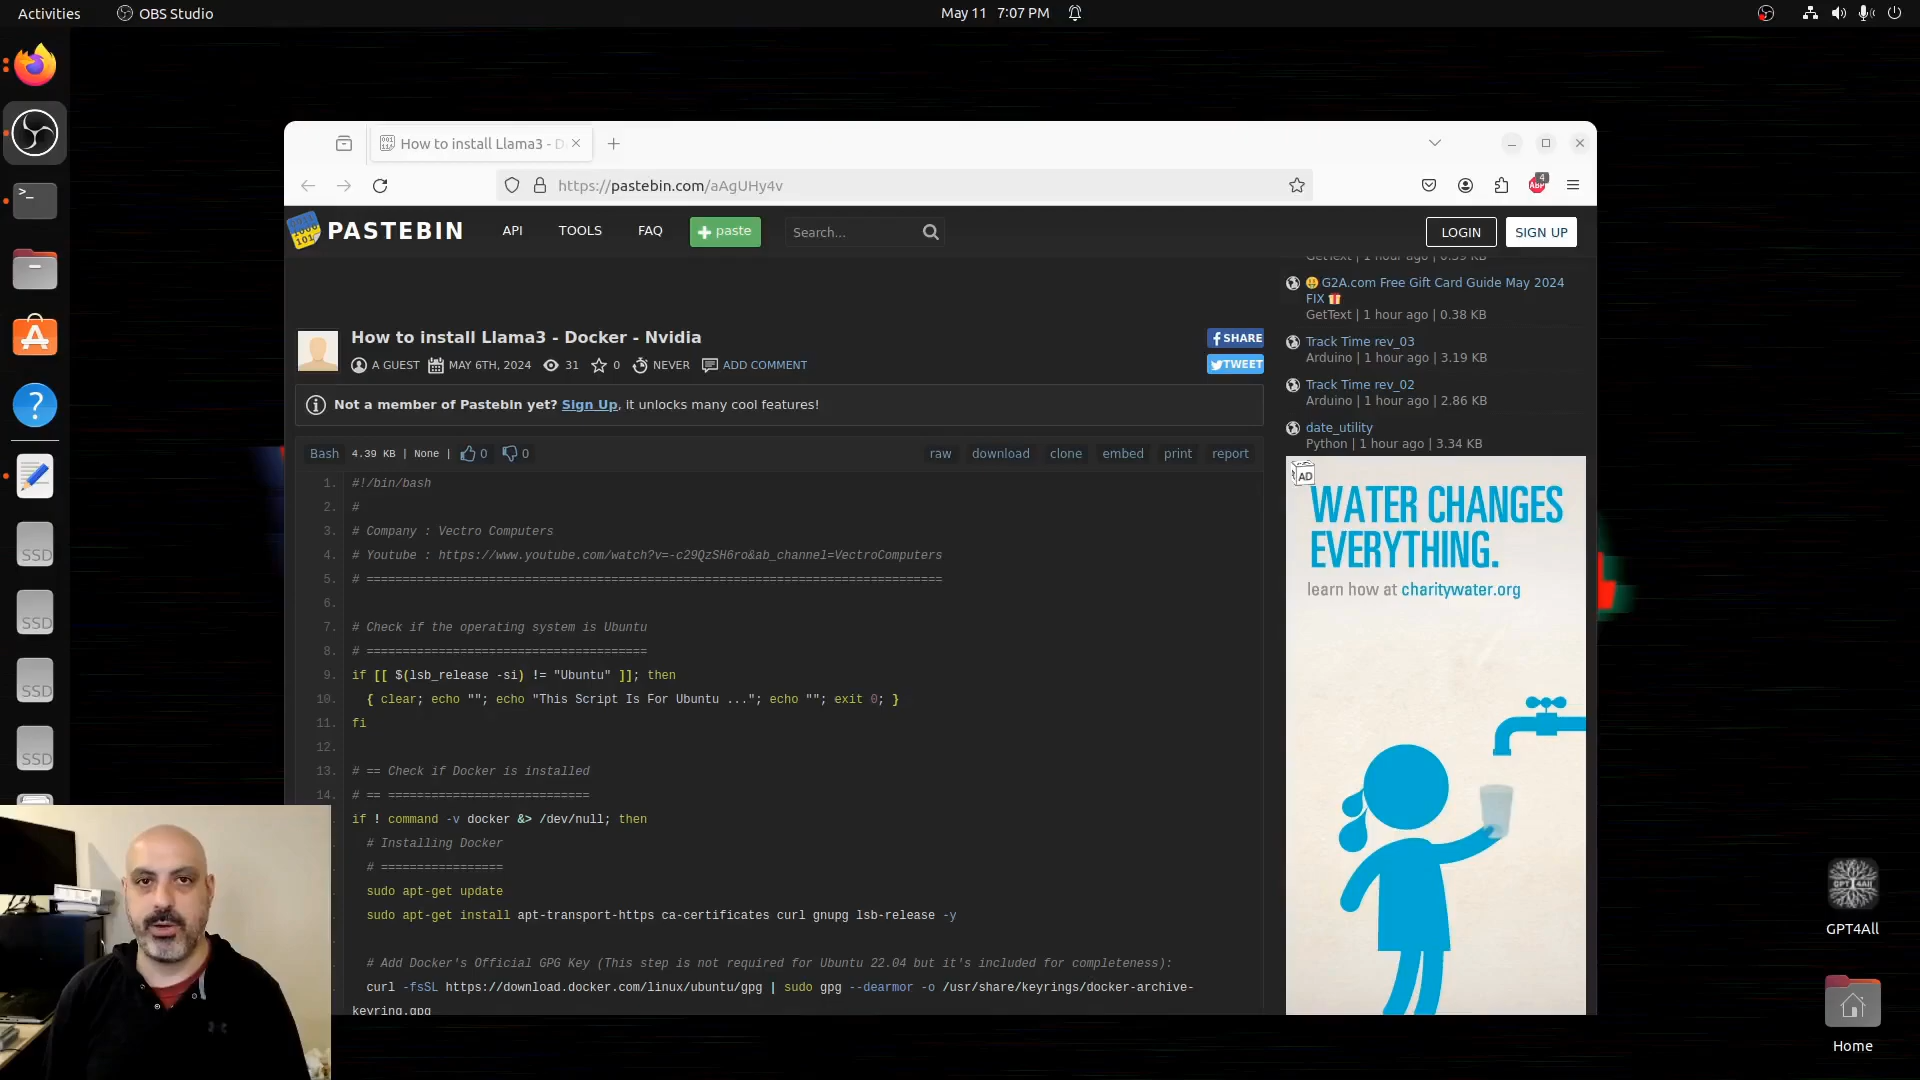 Activities
OBS Studio
May 11 7:07 PM
How to install Llama3 - D
https://pastebin.com/aAgUHy4v
ABP
4
PASTEBIN
API
TOOLS
FAQ
paste
Search...
LOGIN
SIGN UP
GetText | 1 hour ago | 0.39 KB
G2A.com Free Gift Card Guide May 2024
FIX
GetText | 1 hour ago | 0.38 KB
Track Time rev_03
Arduino | 1 hour ago | 3.19 KB
Track Time rev_02
Arduino | 1 hour ago | 2.86 KB
date_utility
Python | 1 hour ago | 3.34 KB
How to install Llama3 - Docker - Nvidia
SHARE
A GUEST MAY 6TH, 2024 31 0 NEVER ADD COMMENT
TWEET
Not a member of Pastebin yet? Sign Up, it unlocks many cool features!
Bash 4.39 KB | None | 0 0
raw download clone embed print report
1. #!/bin/bash
2. #
3. # Company : Vectro Computers
4. # Youtube : https://www.youtube.com/watch?v=-c29QzSH6ro&ab_channel=VectroComputers
5. # ================================================================================
6.
7. # Check if the operating system is Ubuntu
8. # =======================================
9. if [[ $(lsb_release -si) != "Ubuntu" ]]; then
10. { clear; echo ""; echo "This Script Is For Ubuntu ..."; echo ""; exit 0; }
11. fi
12.
13. # == Check if Docker is installed
14. # == ============================
if ! command -v docker &> /dev/null; then
# Installing Docker
# =================
sudo apt-get update
sudo apt-get install apt-transport-https ca-certificates curl gnupg lsb-release -y
# Add Docker's Official GPG Key (This step is not required for Ubuntu 22.04 but it's included for completeness):
curl -fsSL https://download.docker.com/linux/ubuntu/gpg | sudo gpg --dearmor -o /usr/share/keyrings/docker-archive-
keyring.gpg
AD
WATER CHANGES
EVERYTHING.
learn how at charitywater.org
SSD
SSD
SSD
SSD
GPT4All
GPT4All
Home